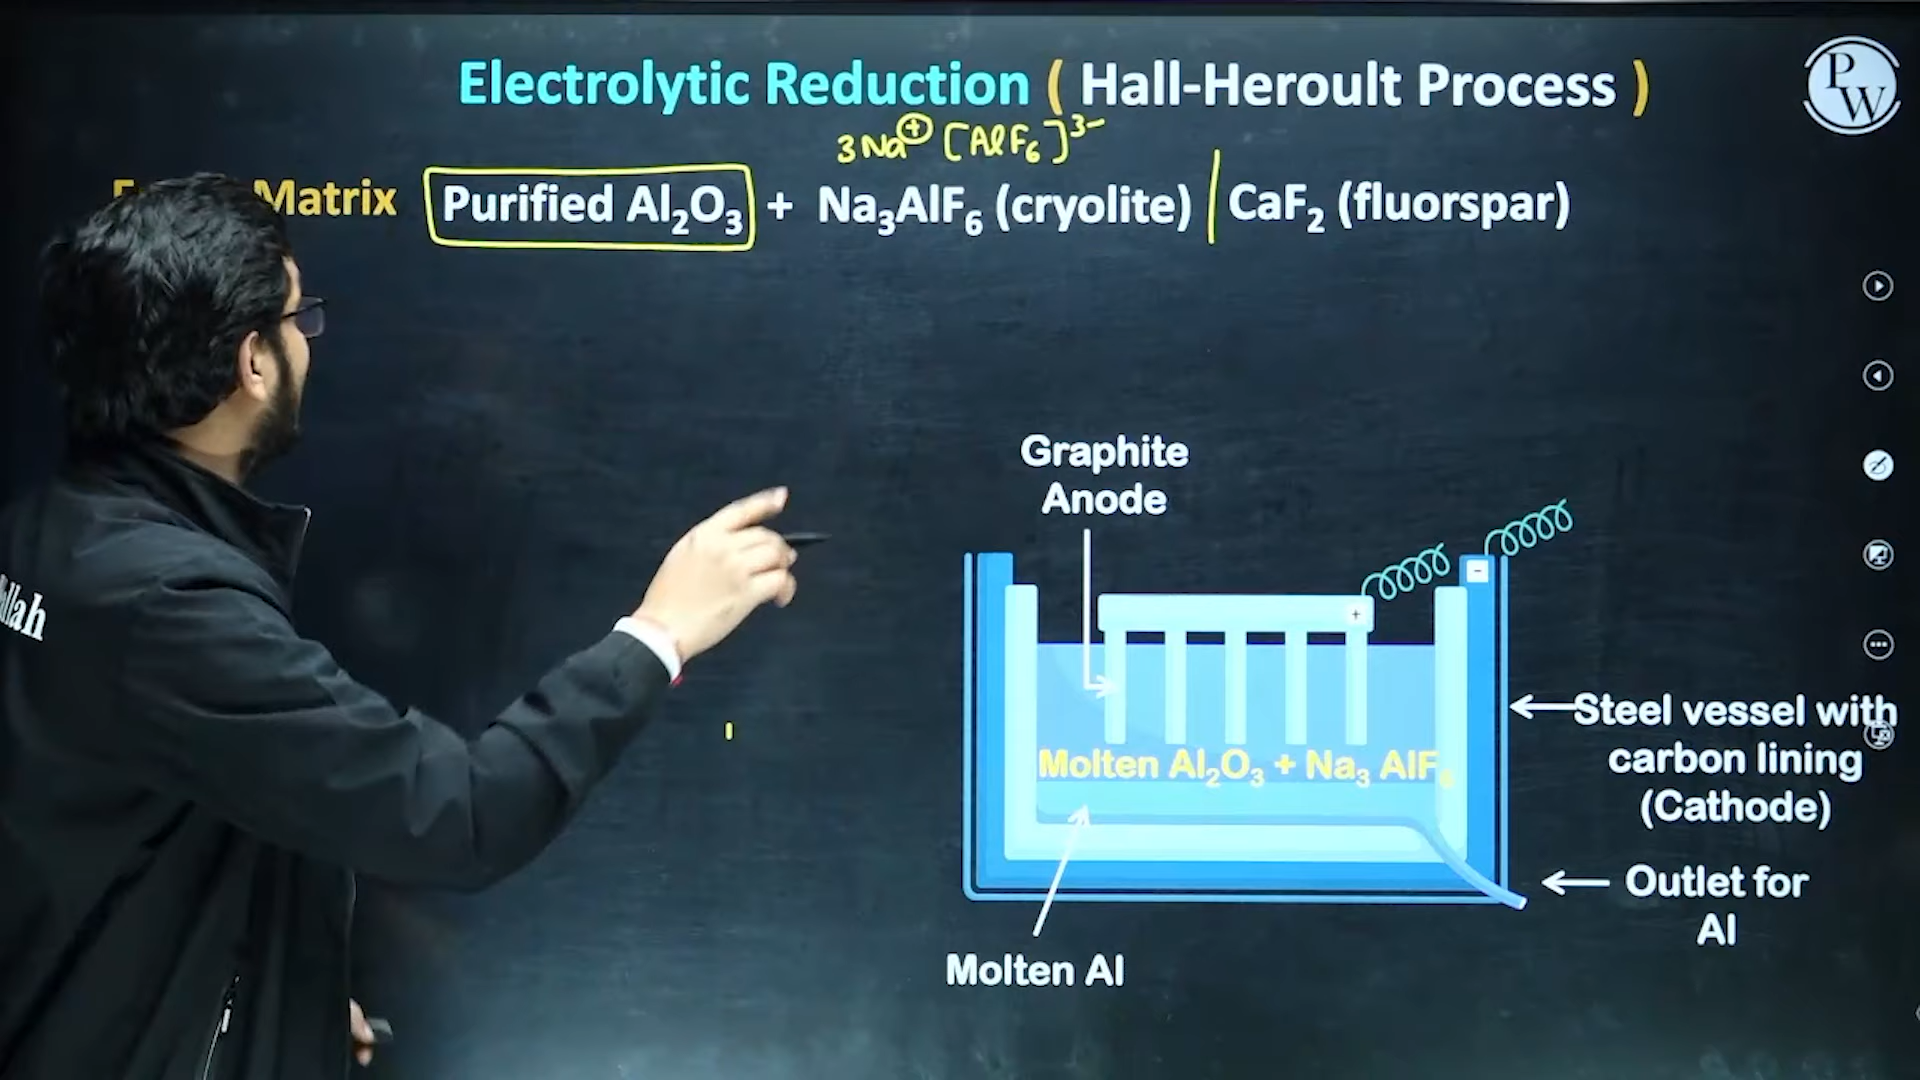 Electrolytic Reduction ( Hall-Heroult Process )
3Na⊕ [AlF₆]³⁻
Matrix Purified Al₂O₃ + Na₃AlF₆ (cryolite) | CaF₂ (fluorspar)
PW
Graphite
Anode
+
-
Molten Al₂O₃ + Na₃ AlF₆
Steel vessel with
carbon lining
(Cathode)
Outlet for
Al
Molten Al
llah